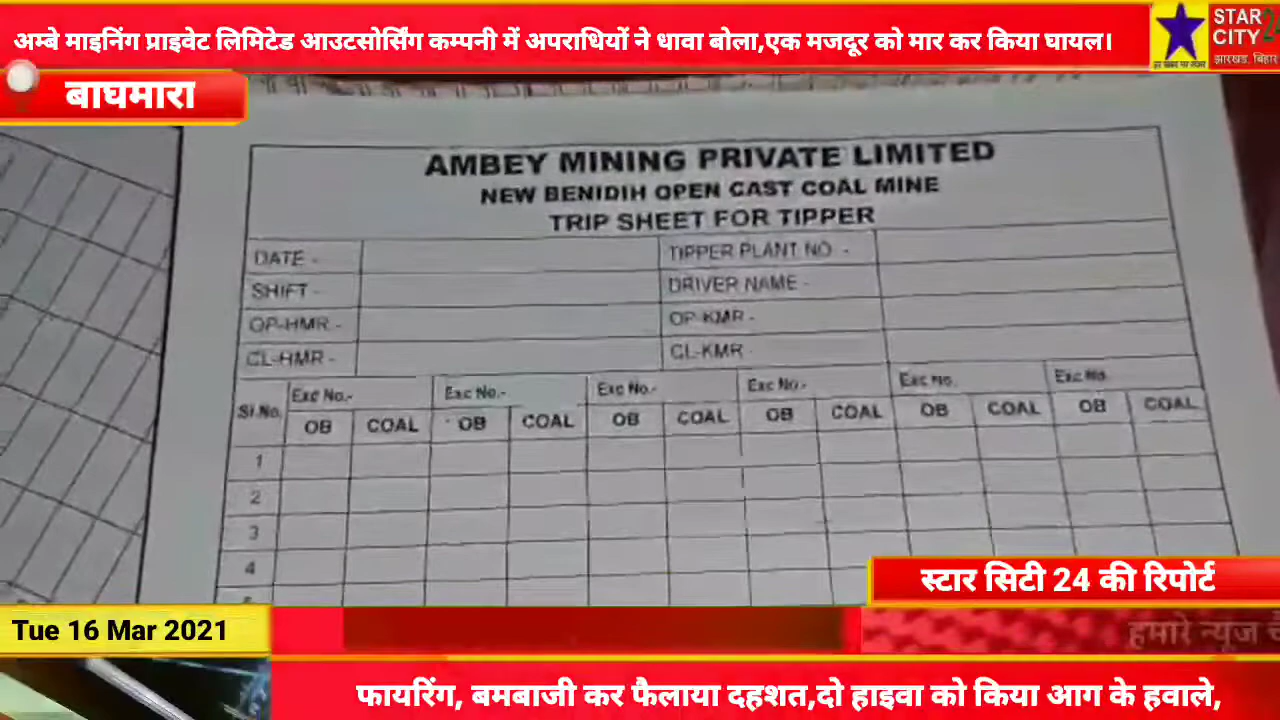 अम्बे माइनिंग प्राइवेट लिमिटेड आउटसोर्सिंग कम्पनी में अपराधियों ने धावा बोला,एक मजदूर को मार कर किया घायल।
STAR
CITY 24
झारखण्ड, बिहार
बाघमारा
AMBEY MINING PRIVATE LIMITED
NEW BENIDIH OPEN CAST COAL MINE
TRIP SHEET FOR TIPPER
DATE - TIPPER PLANT NO -
SHIFT - DRIVER NAME -
OP-HMR - OP-KMR -
CL-HMR - CL-KMR
Sl.No. Exc No.- Exc No.- Exc No.- Exc No.- Exc No. Exc No
OB COAL OB COAL OB COAL OB COAL OB COAL OB COAL
1
2
3
4
स्टार सिटी 24 की रिपोर्ट
Tue 16 Mar 2021
हमारे न्यूज
फायरिंग, बमबाजी कर फैलाया दहशत,दो हाइवा को किया आग के हवाले,